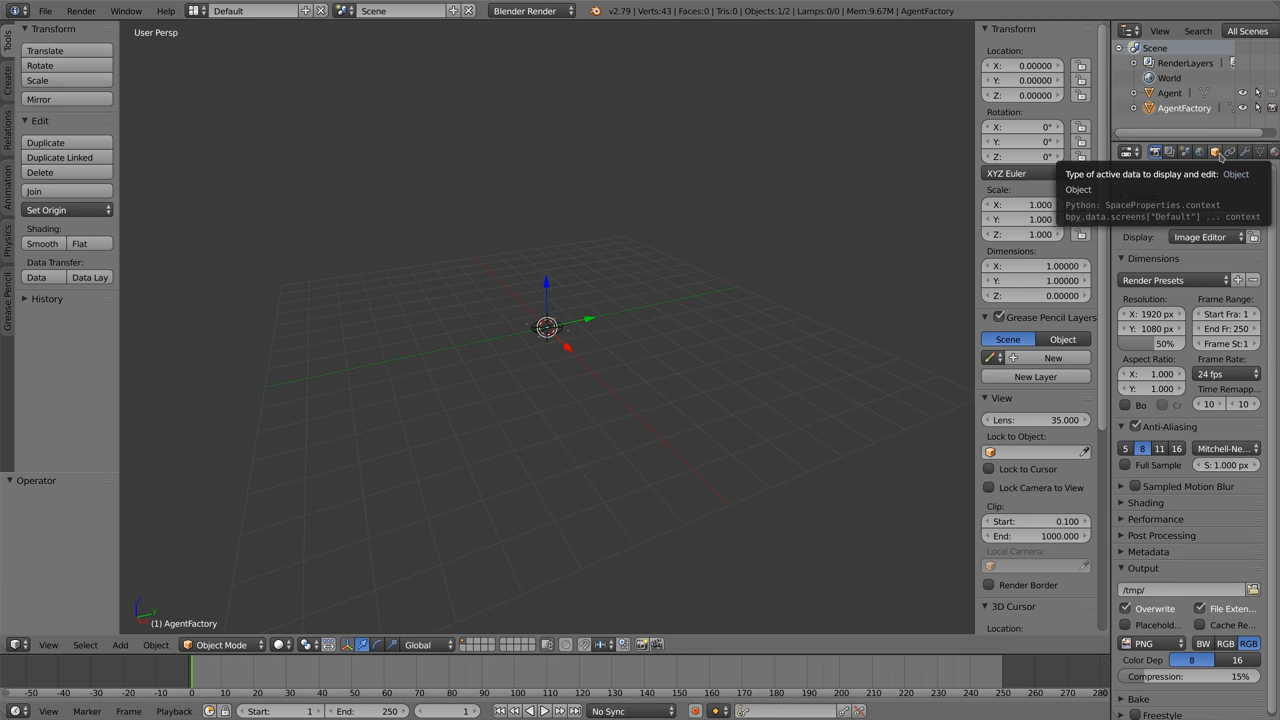 File Render Window Help Default Scene Blender Render v2.79 | Verts:43 | Faces:0 | Tris:0 | Objects:1/2 | Lamps:0/0 | Mem:9.67M | AgentFactory
Tools
Create
Relations
Animation
Physics
Grease Pencil
Transform
Translate
Rotate
Scale
Mirror
Edit
Duplicate
Duplicate Linked
Delete
Join
Set Origin
Shading:
Smooth Flat
Data Transfer:
Data Data Lay
History
Operator
User Persp
(1) AgentFactory
Transform
Location:
X: 0.00000
Y: 0.00000
Z: 0.00000
Rotation:
X: 0°
Y: 0°
Z: 0°
XYZ Euler
Scale:
X: 1.000
Y: 1.000
Z: 1.000
Dimensions:
X: 1.00000
Y: 1.00000
Z: 0.00000
Grease Pencil Layers
Scene Object
New
New Layer
View
Lens: 35.000
Lock to Object:
Lock to Cursor
Lock Camera to View
Clip:
Start: 0.100
End: 1000.000
Local Camera:
Render Border
3D Cursor
Location:
View Search All Scenes
Scene
RenderLayers
World
Agent
AgentFactory
Type of active data to display and edit: Object
Object
Python: SpaceProperties.context
bpy.data.screens["Default"] ... context
Display: Image Editor
Dimensions
Render Presets
Resolution: Frame Range:
X: 1920 px Start Fra: 1
Y: 1080 px End Fr: 250
50% Frame St:1
Aspect Ratio: Frame Rate:
X: 1.000 24 fps
Y: 1.000 Time Remapp...
Bo Cr 10 10
Anti-Aliasing
5 8 11 16 Mitchell-Ne...
Full Sample S: 1.000 px
Sampled Motion Blur
Shading
Performance
Post Processing
Metadata
Output
/tmp/
Overwrite File Exten...
Placehold... Cache Re...
PNG BW RGB RGB
Color Dep 8 16
Compression: 15%
Bake
Freestyle
View Select Add Object Object Mode Global
-50 -40 -30 -20 -10 0 10 20 30 40 50 60 70 80 90 100 110 120 130 140 150 160 170 180 190 200 210 220 230 240 250 260 270 280
View Marker Frame Playback Start: 1 End: 250 1 No Sync